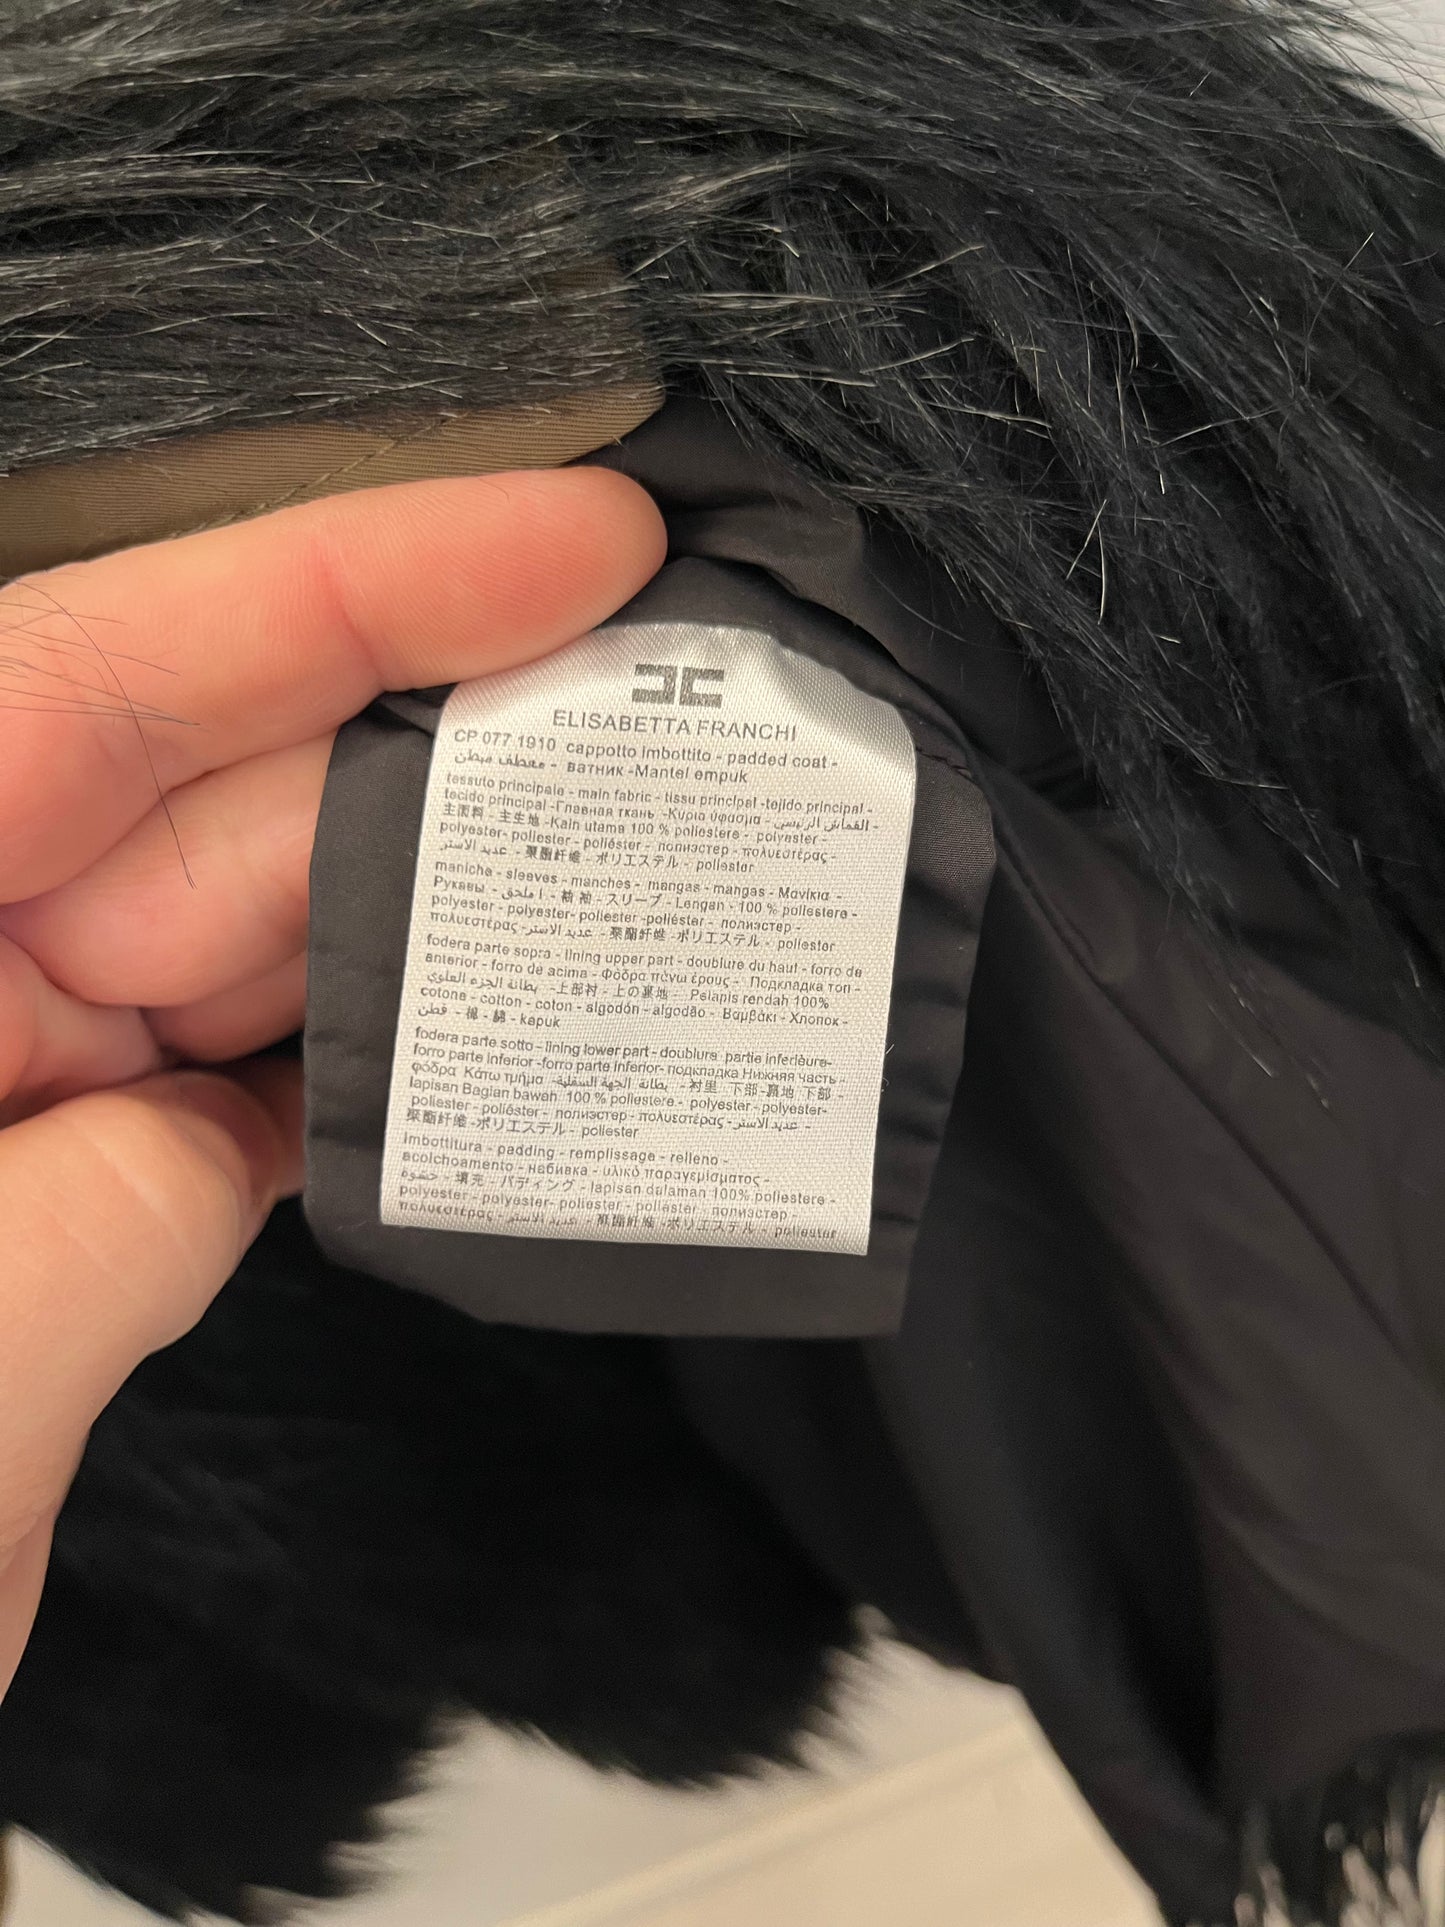 ELISABETTA FRANCHI
CP 077 1910 cappotto imbottito - padded coat -
معطف مبطن - ватник -Mantel empuk
tessuto principale - main fabric - tissu principal -tejido principal -
tecido principal -Главная ткань -Κυρια ύφασμα - القماش الرئيسي -
主面料 - 主生地 -Kain utama 100 % poliestere - polyester -
polyester- poliester - poliéster - полиэстер - πολυεστέρας -
عديد الاستر - 聚酯纤维 - ポリエステル - poliester
maniche - sleeves - manches - mangas - mangas - Μανίκια -
Рукавы - - 袖 袖 - スリーブ - Lengan - 100 % poliestere -
polyester - polyester- poliester -poliéster - полиэстер -
πολυεστέρας -عديد الاستر - 聚酯纤维 -ポリエステル - poliester
fodera parte sopra - lining upper part - doublure du haut - forro de
anterior - forro de acima - Φόδρα πάνω έρους - Подкладка топ -
بطانة الجزء العلوي -上部衬 - 上の裏地 - Pelapis rendah 100%
cotone - cotton - coton - algodón - algodão - Βαμβάκι - Хлопок -
قطن - 棉 - 綿 - kapuk
fodera parte sotto - lining lower part - doublure partie inferièure-
forro parte inferior -forro parte inferior- подкладка Нижняя часть -
φόδρα Κάτω τμήμα -بطانة الجهة السفلية - 衬里 下部-裏地 下部 -
lapisan Bagian bawah 100 % poliestere - polyester - polyester-
poliester - poliéster - полиэстер - πολυεστέρας -عديد الاستر -
聚酯纤维 -ポリエステル - poliester
imbottitura - padding - remplissage - relleno -
acolchoamento - набивка - υλικό παραγεμίσματος -
حشوة - 填充 - パディング - lapisan dalaman 100% poliestere -
polyester - polyester- poliester - poliéster - полиэстер -
πολυεστέρας - عديد الاستر - 聚酯纤维 -ポリエステル - poliester